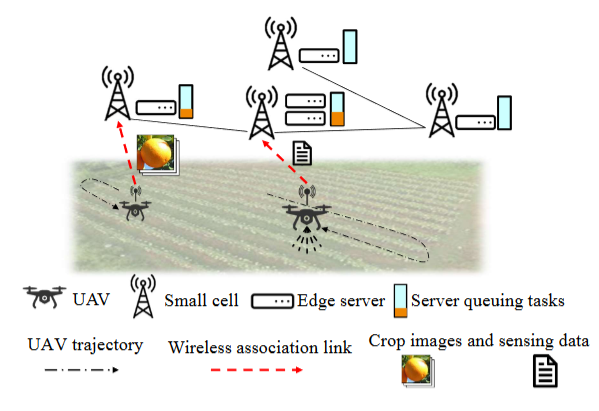 UAV Small cell Edge server Server queuing tasks
UAV trajectory Wireless association link Crop images and sensing data